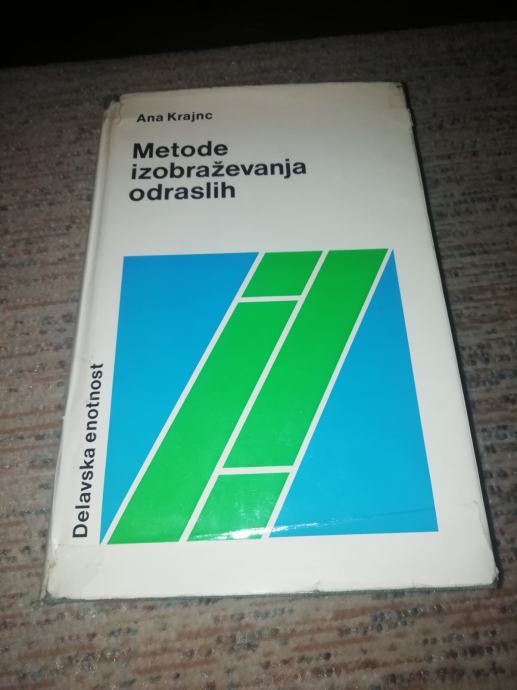 Ana Krajnc
Metode
izobraževanja
odraslih
Delavska enotnost